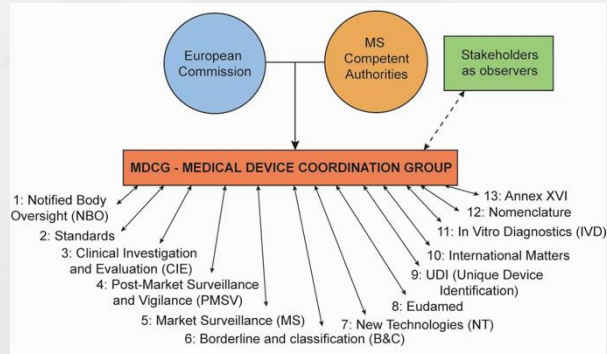 European
Commission
MS
Competent
Authorities
Stakeholders
as observers
MDCG - MEDICAL DEVICE COORDINATION GROUP
1: Notified Body
Oversight (NBO)
2: Standards
3: Clinical Investigation
and Evaluation (CIE)
4: Post-Market Surveillance
and Vigilance (PMSV)
5: Market Surveillance (MS)
6: Borderline and classification (B&C)
7: New Technologies (NT)
8: Eudamed
9: UDI (Unique Device
Identification)
10: International Matters
11: In Vitro Diagnostics (IVD)
12: Nomenclature
13: Annex XVI